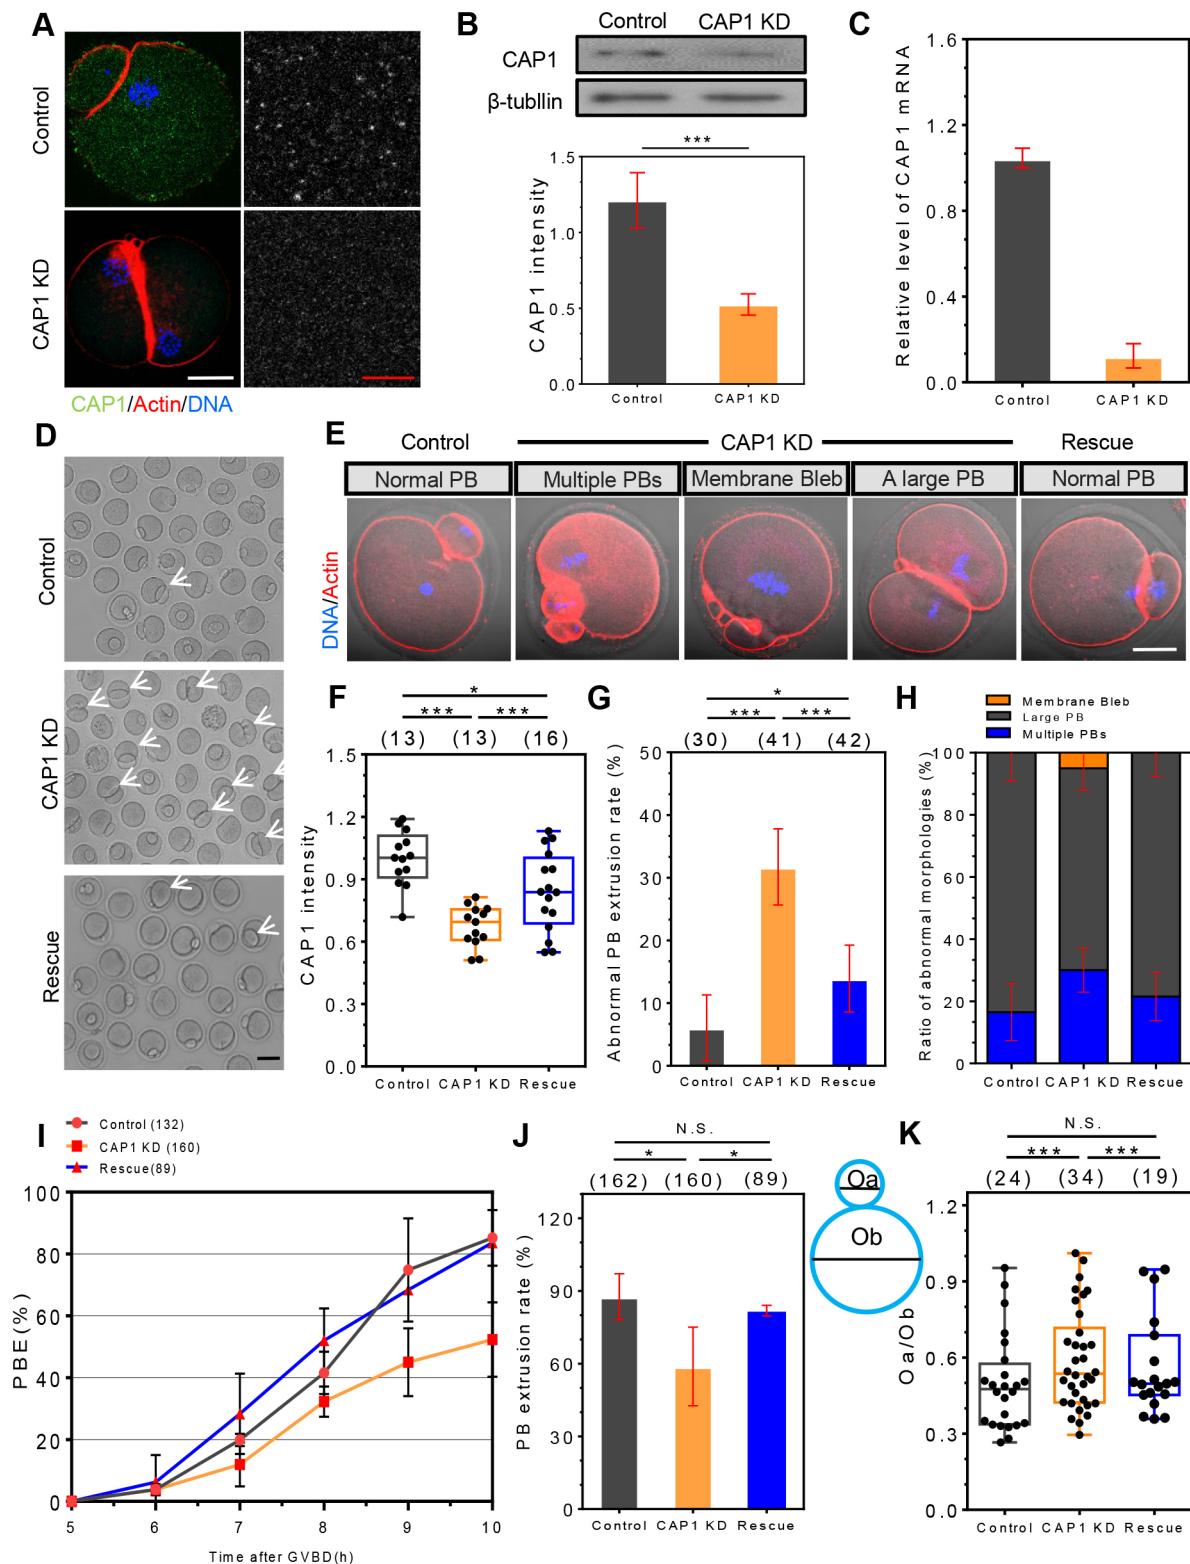 A
Control
CAP1 KD
CAP1/Actin/DNA
B
Control
CAP1 KD
CAP1
β-tubllin
***
CAP1 intensity
1.5
1.0
0.5
0.0
Control
CAP1 KD
C
Relative level of CAP1 mRNA
1.6
1.2
0.8
0.4
0.0
Control
CAP1 KD
D
Control
CAP1 KD
Rescue
E
Control
CAP1 KD
Rescue
Normal PB
Multiple PBs
Membrane Bleb
A large PB
Normal PB
DNA/Actin
F
*
***
***
(13)
(13)
(16)
CAP1 intensity
1.5
1.2
0.9
0.6
0.3
0.0
Control
CAP1 KD
Rescue
G
*
***
***
(30)
(41)
(42)
Abnormal PB extrusion rate (%)
50
40
30
20
10
0
Control
CAP1 KD
Rescue
H
Membrane Bleb
Large PB
Multiple PBs
Ratio of abnormal morphologies (%)
100
80
60
40
20
0
Control
CAP1 KD
Rescue
I
Control (132)
CAP1 KD (160)
Rescue(89)
PBE(%)
100
80
60
40
20
0
5
6
7
8
9
10
Time after GVBD(h)
J
N.S.
*
*
(162)
(160)
(89)
PB extrusion rate (%)
120
90
60
30
0
Control
CAP1 KD
Rescue
Oa
Ob
K
N.S.
***
***
(24)
(34)
(19)
Oa/Ob
1.2
0.9
0.6
0.3
0.0
Control
CAP1 KD
Rescue